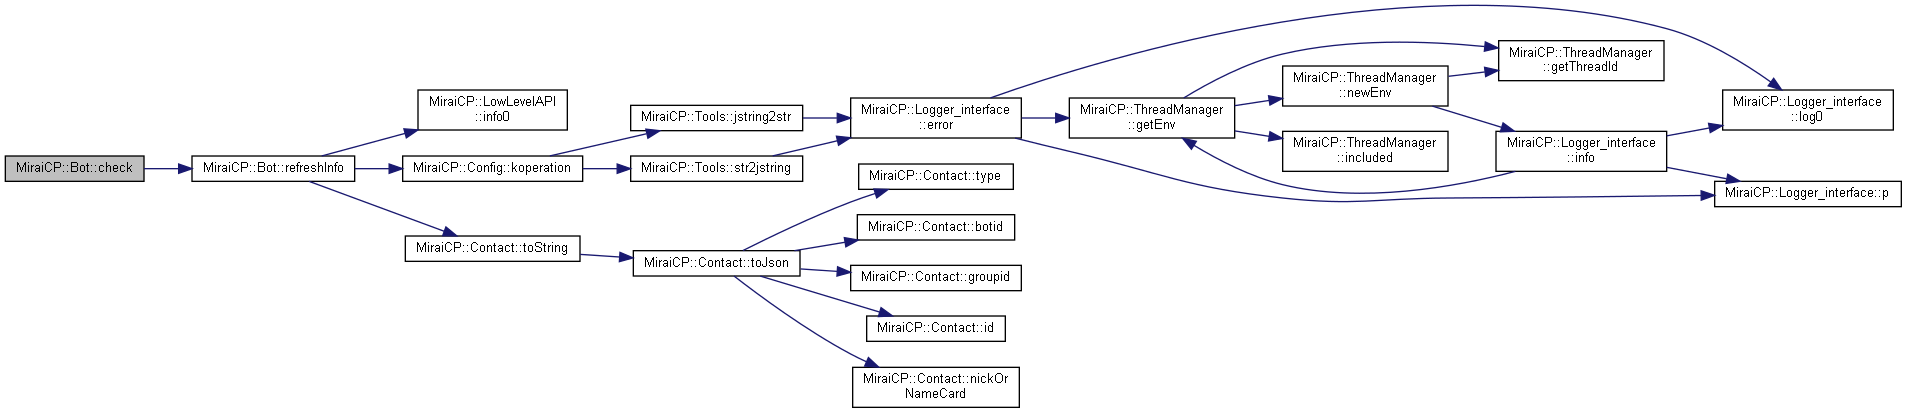 MiraiCP::Bot::check
MiraiCP::Bot::refreshInfo
MiraiCP::LowLevelAPI
::info0
MiraiCP::Config::koperation
MiraiCP::Contact::toString
MiraiCP::Tools::jstring2str
MiraiCP::Tools::str2jstring
MiraiCP::Contact::toJson
MiraiCP::Logger_interface
::error
MiraiCP::Contact::type
MiraiCP::Contact::botid
MiraiCP::Contact::groupid
MiraiCP::Contact::id
MiraiCP::Contact::nickOr
NameCard
MiraiCP::ThreadManager
::getEnv
MiraiCP::ThreadManager
::newEnv
MiraiCP::ThreadManager
::included
MiraiCP::ThreadManager
::getThreadId
MiraiCP::Logger_interface
::info
MiraiCP::Logger_interface
::log0
MiraiCP::Logger_interface::p